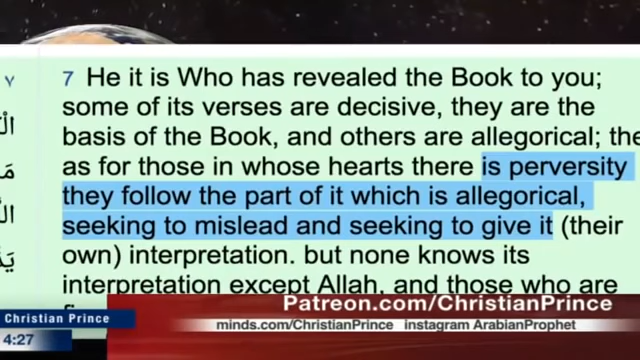 7 He it is Who has revealed the Book to you;
some of its verses are decisive, they are the
basis of the Book, and others are allegorical;
as for those in whose hearts there is perversity
they follow the part of it which is allegorical,
seeking to mislead and seeking to give it (their
own) interpretation. but none knows its
interpretation except Allah, and those who are
٧
Patreon.com/ChristianPrince
Christian Prince
minds.com/ChristianPrince instagram ArabianProphet
4:27